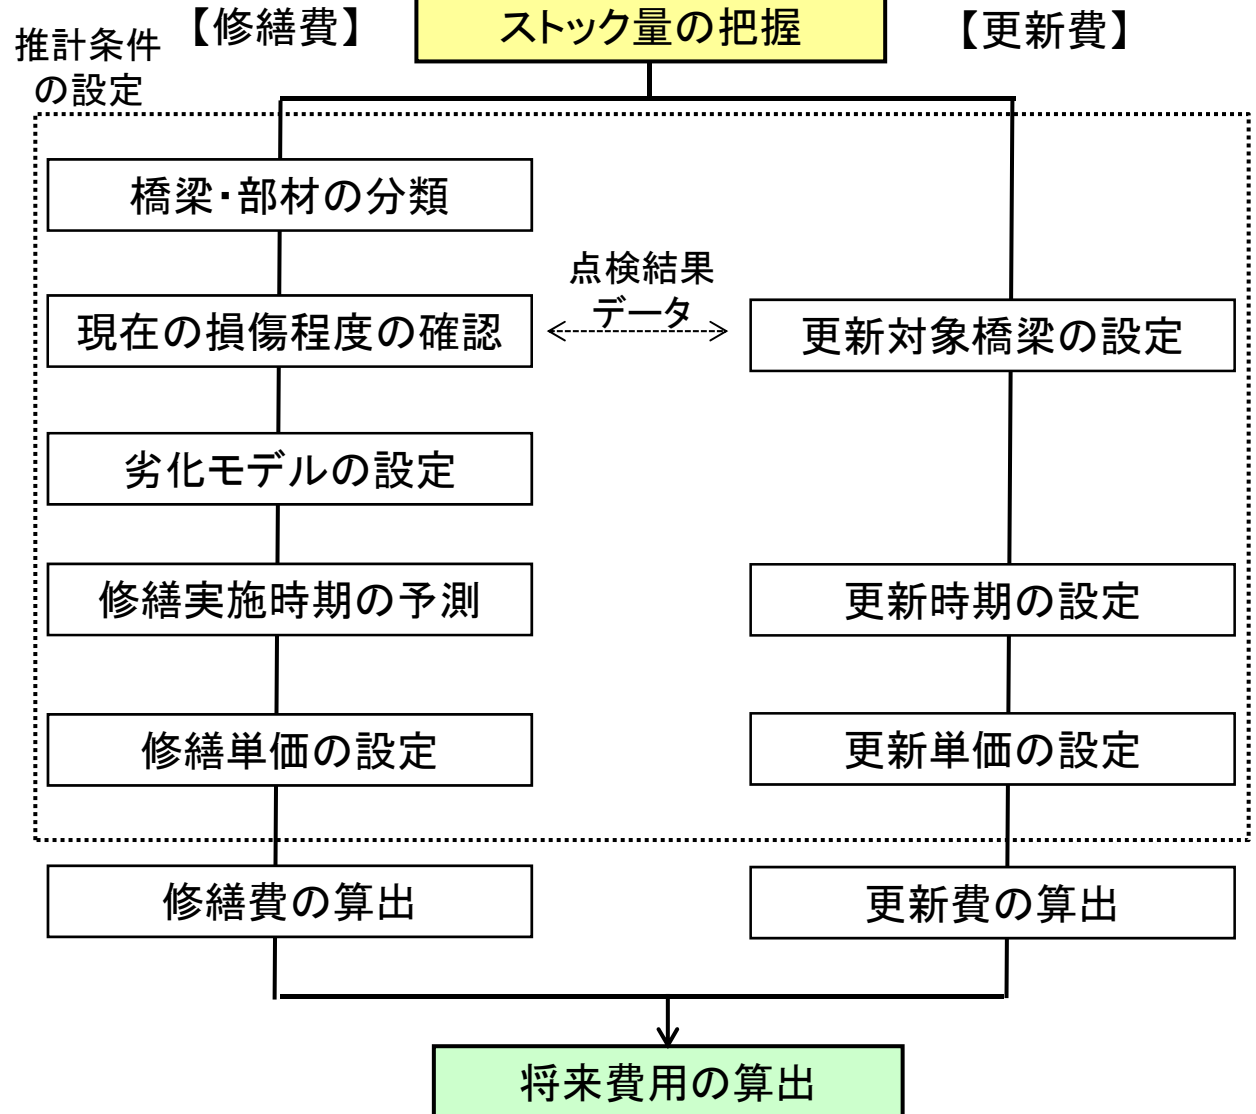 【修繕費】
ストック量の把握
【更新費】
推計条件
の設定
橋梁・部材の分類
点検結果
データ
現在の損傷程度の確認
更新対象橋梁の設定
劣化モデルの設定
修繕実施時期の予測
更新時期の設定
修繕単価の設定
更新単価の設定
修繕費の算出
更新費の算出
将来費用の算出